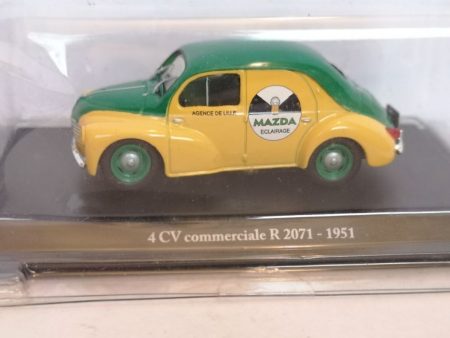 AGENCE DE LILLE
MAZDA
ECLAIRAGE
4 CV commerciale R 2071 - 1951